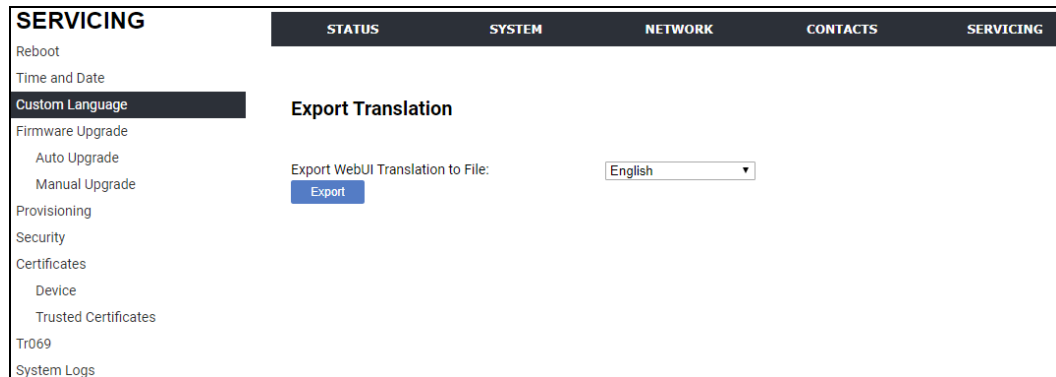 SERVICING
Reboot
Time and Date
Custom Language
Firmware Upgrade
Auto Upgrade
Manual Upgrade
Provisioning
Security
Certificates
Device
Trusted Certificates
Tr069
System Logs
STATUS SYSTEM NETWORK CONTACTS SERVICING
Export Translation
Export WebUI Translation to File: English
Export